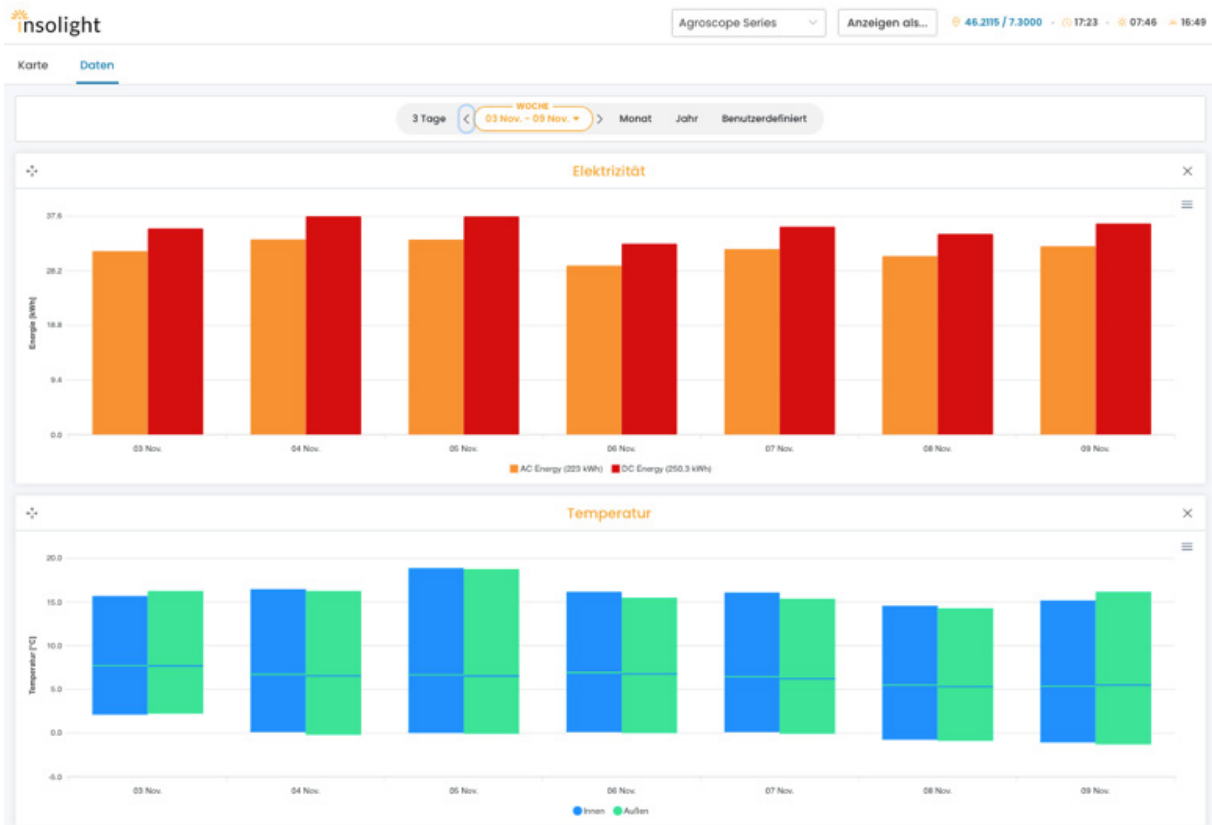 insolight
Agroscope Series
Anzeigen als...
46.2115 / 7.3000 · 17:23 · 07:46 16:49
Karte Daten
WOCHE
3 Tage < 03 Nov. - 09 Nov. > Monat Jahr Benutzerdefiniert
Elektrizität
37.6
28.2
18.8
9.4
0.0
Energie [kWh]
03 Nov. 04 Nov. 05 Nov. 06 Nov. 07 Nov. 08 Nov. 09 Nov.
AC Energy (223 kWh) DC Energy (250.3 kWh)
Temperatur
20.0
15.0
10.0
5.0
0.0
-5.0
Temperatur [°C]
03 Nov. 04 Nov. 05 Nov. 06 Nov. 07 Nov. 08 Nov. 09 Nov.
Innen Außen